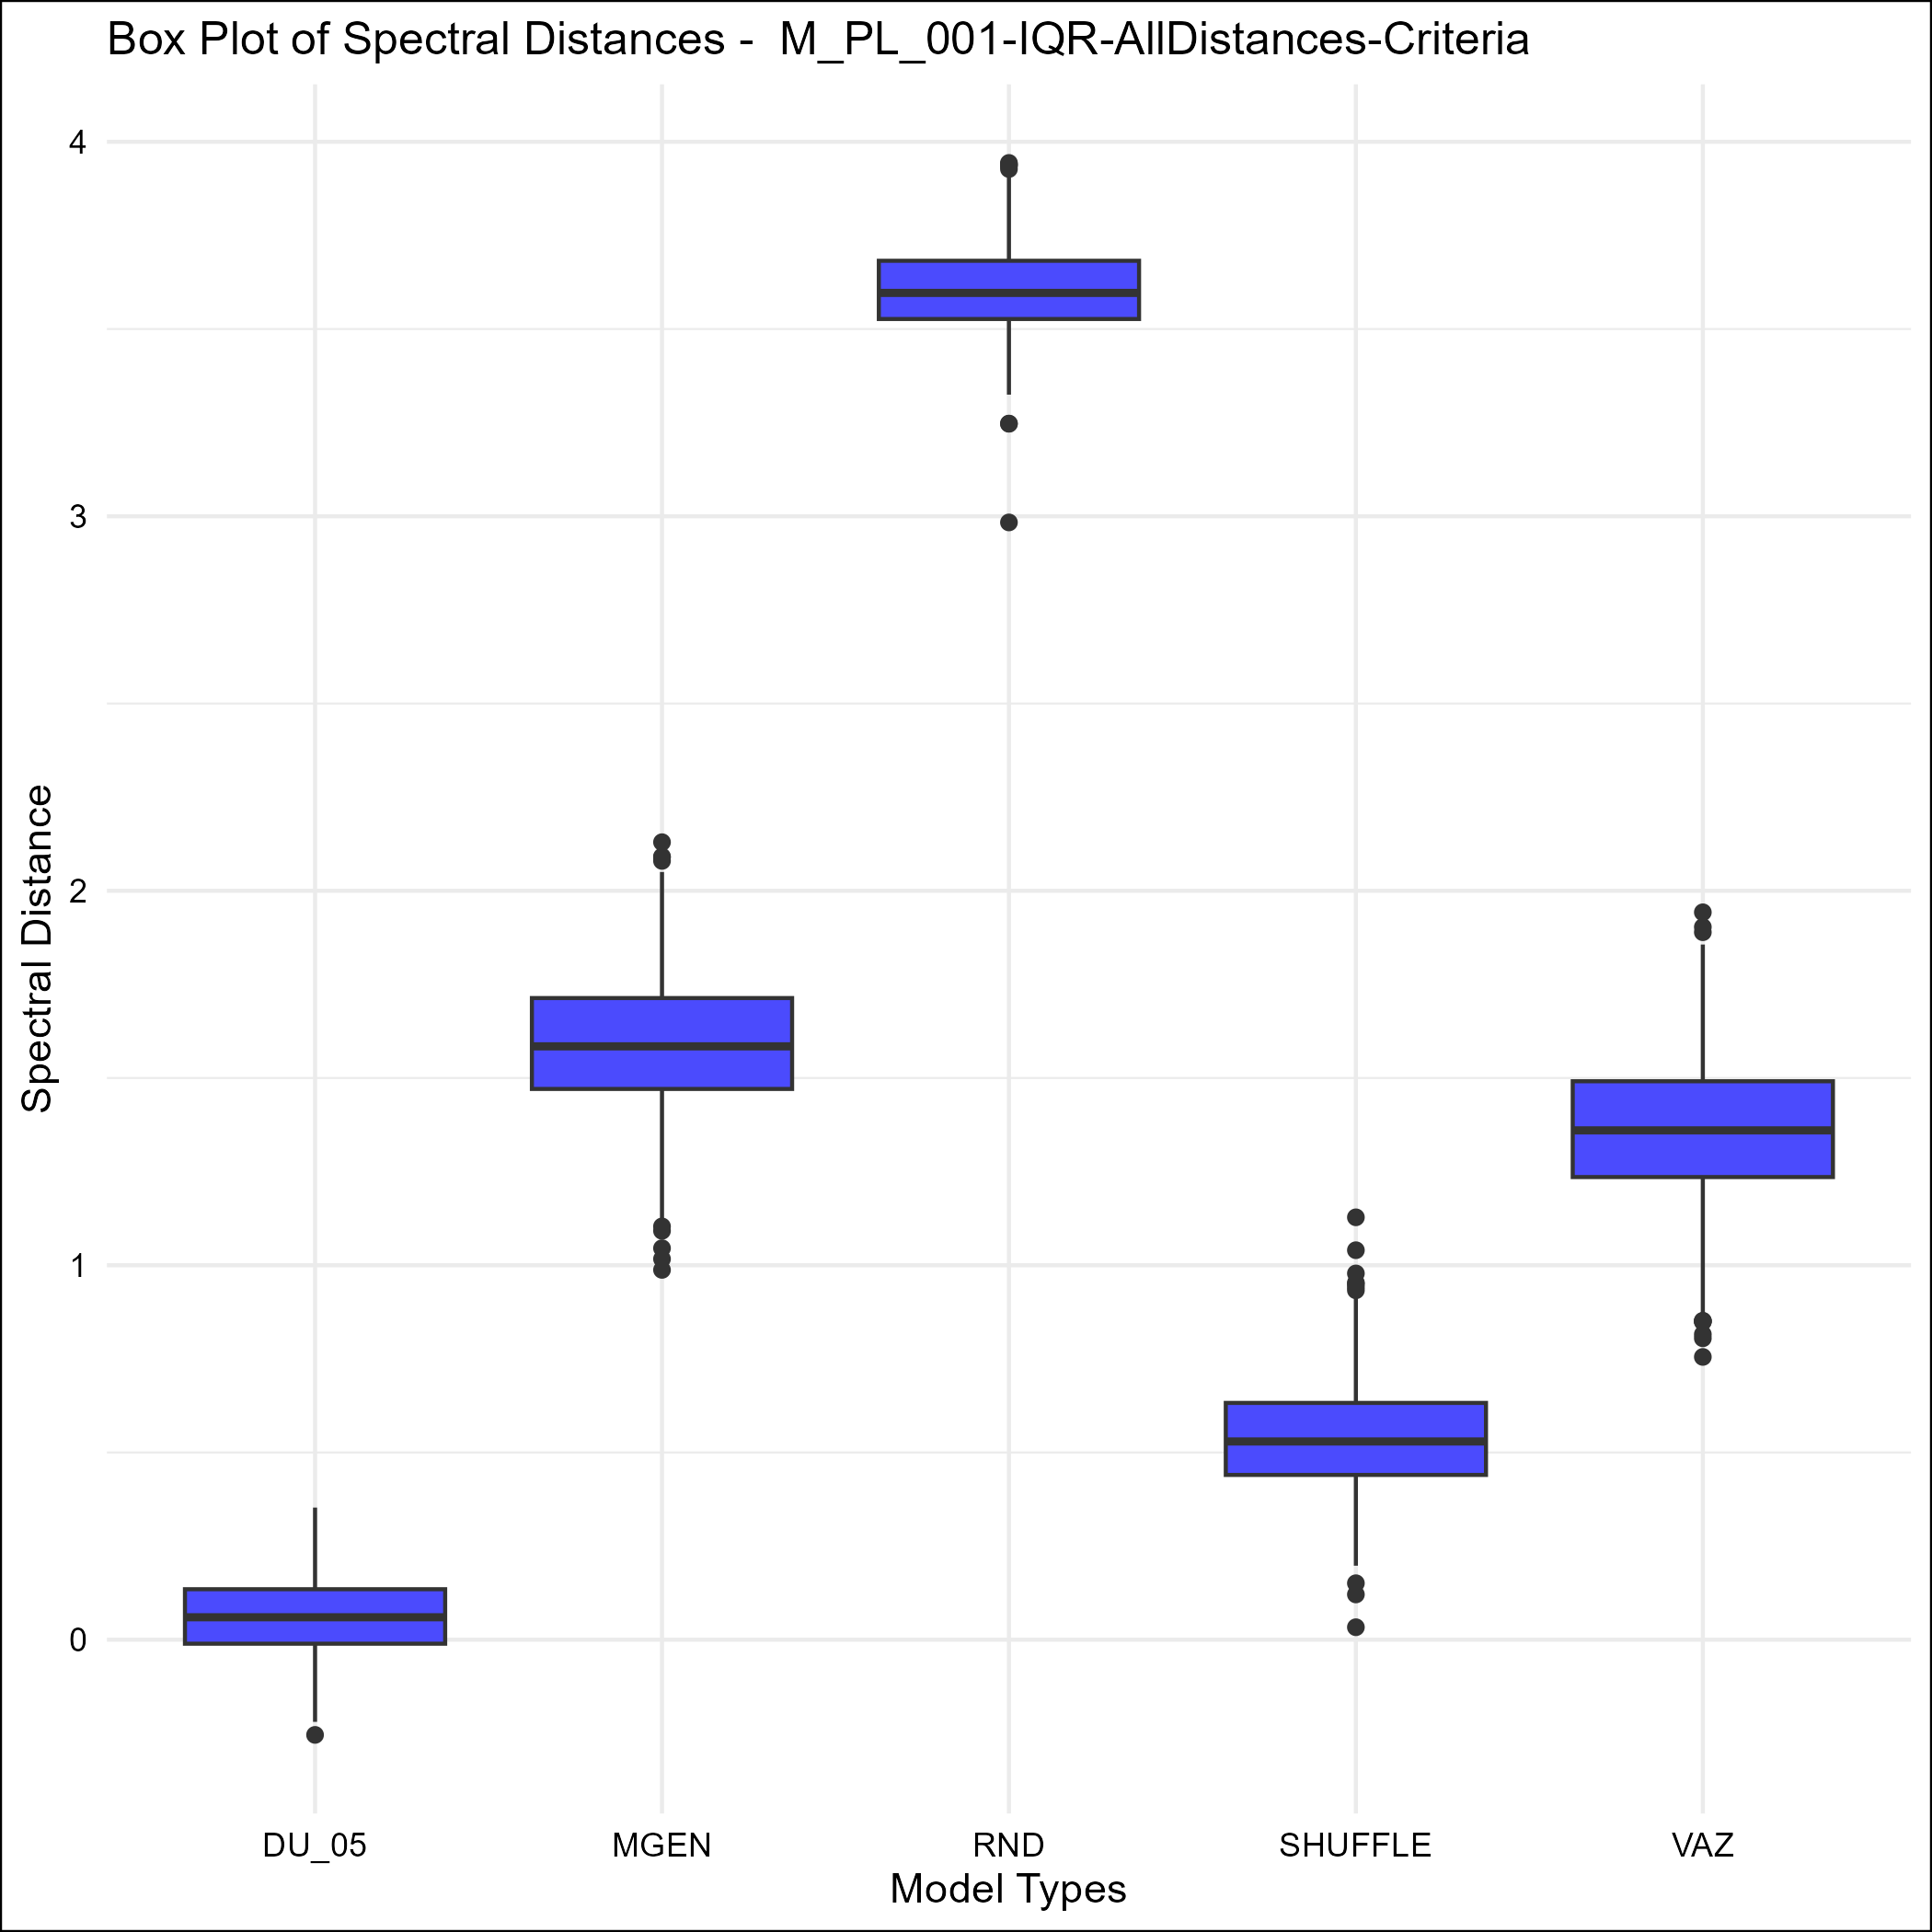 Box Plot of Spectral Distances -  M_PL_001-IQR-AllDistances-Criteria
4
3
2
1
0
Spectral Distance
DU_05 MGEN RND SHUFFLE VAZ
Model Types